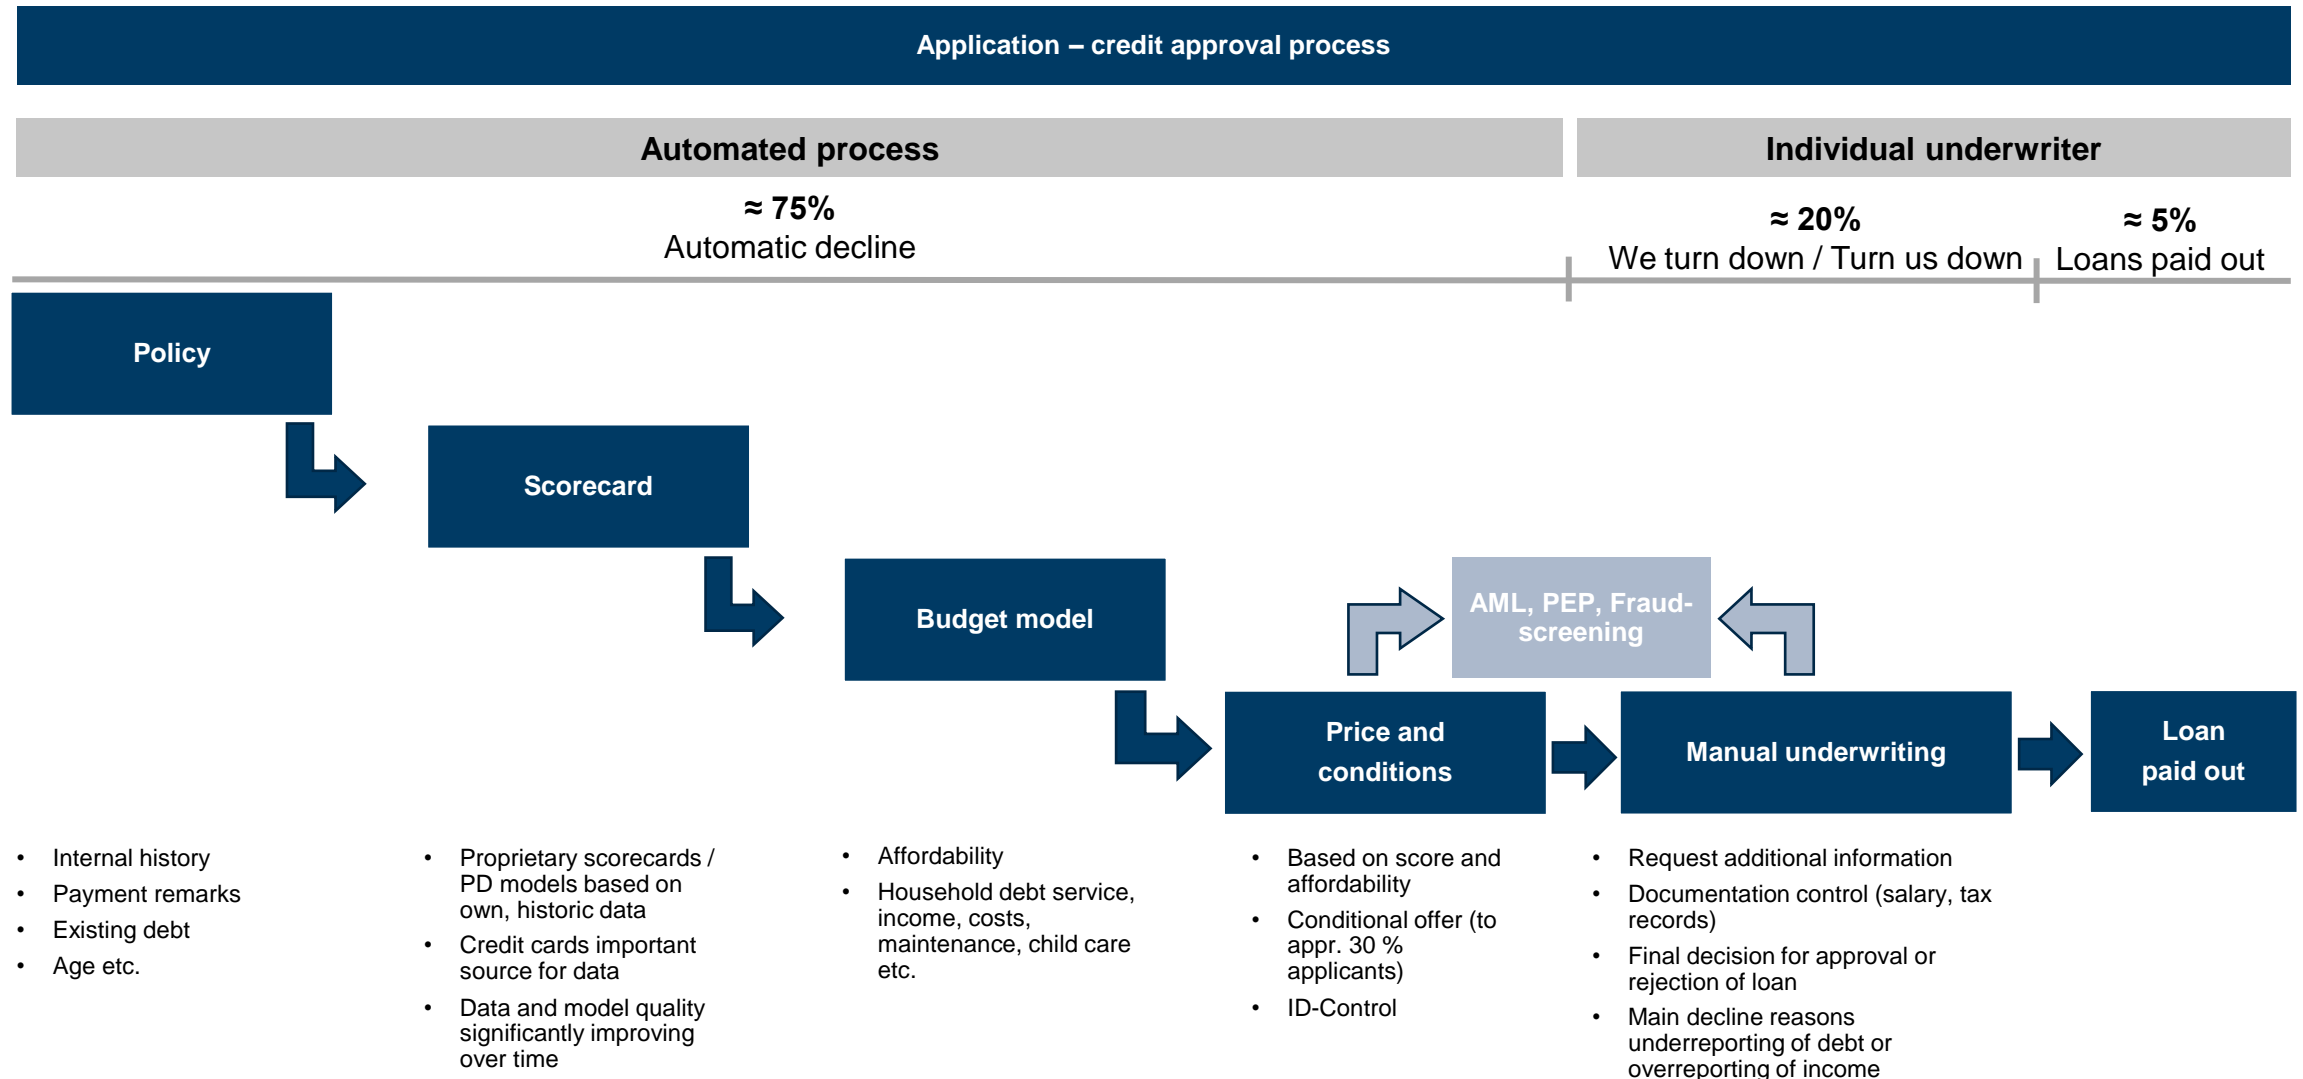 Application – credit approval process
Automated process
Individual underwriter
≈ 75%
Automatic decline
≈ 20%
We turn down / Turn us down
≈ 5%
Loans paid out
Policy
Scorecard
Budget model
AML, PEP, Fraud-
screening
Price and
conditions
Manual underwriting
Loan
paid out
• Internal history
• Payment remarks
• Existing debt
• Age etc.
• Proprietary scorecards /
PD models based on
own, historic data
• Credit cards important
source for data
• Data and model quality
significantly improving
over time
• Affordability
• Household debt service,
income, costs,
maintenance, child care
etc.
• Based on score and
affordability
• Conditional offer (to
appr. 30 %
applicants)
• ID-Control
• Request additional information
• Documentation control (salary, tax
records)
• Final decision for approval or
rejection of loan
• Main decline reasons
underreporting of debt or
overreporting of income